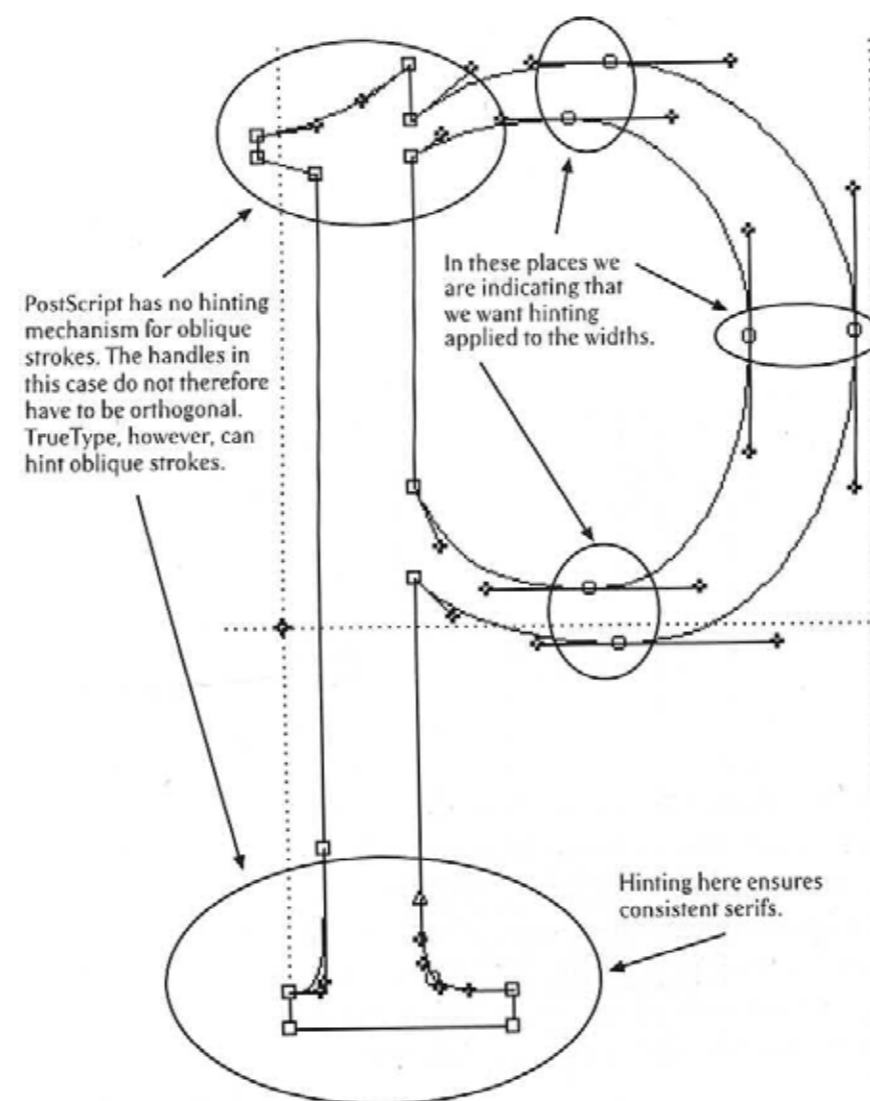 In these places we
are indicating that
we want hinting
applied to the widths.
PostScript has no hinting
mechanism for oblique
strokes. The handles in
this case do not therefore
have to be orthogonal.
TrueType, however, can
hint oblique strokes.
Hinting here ensures
consistent serifs.